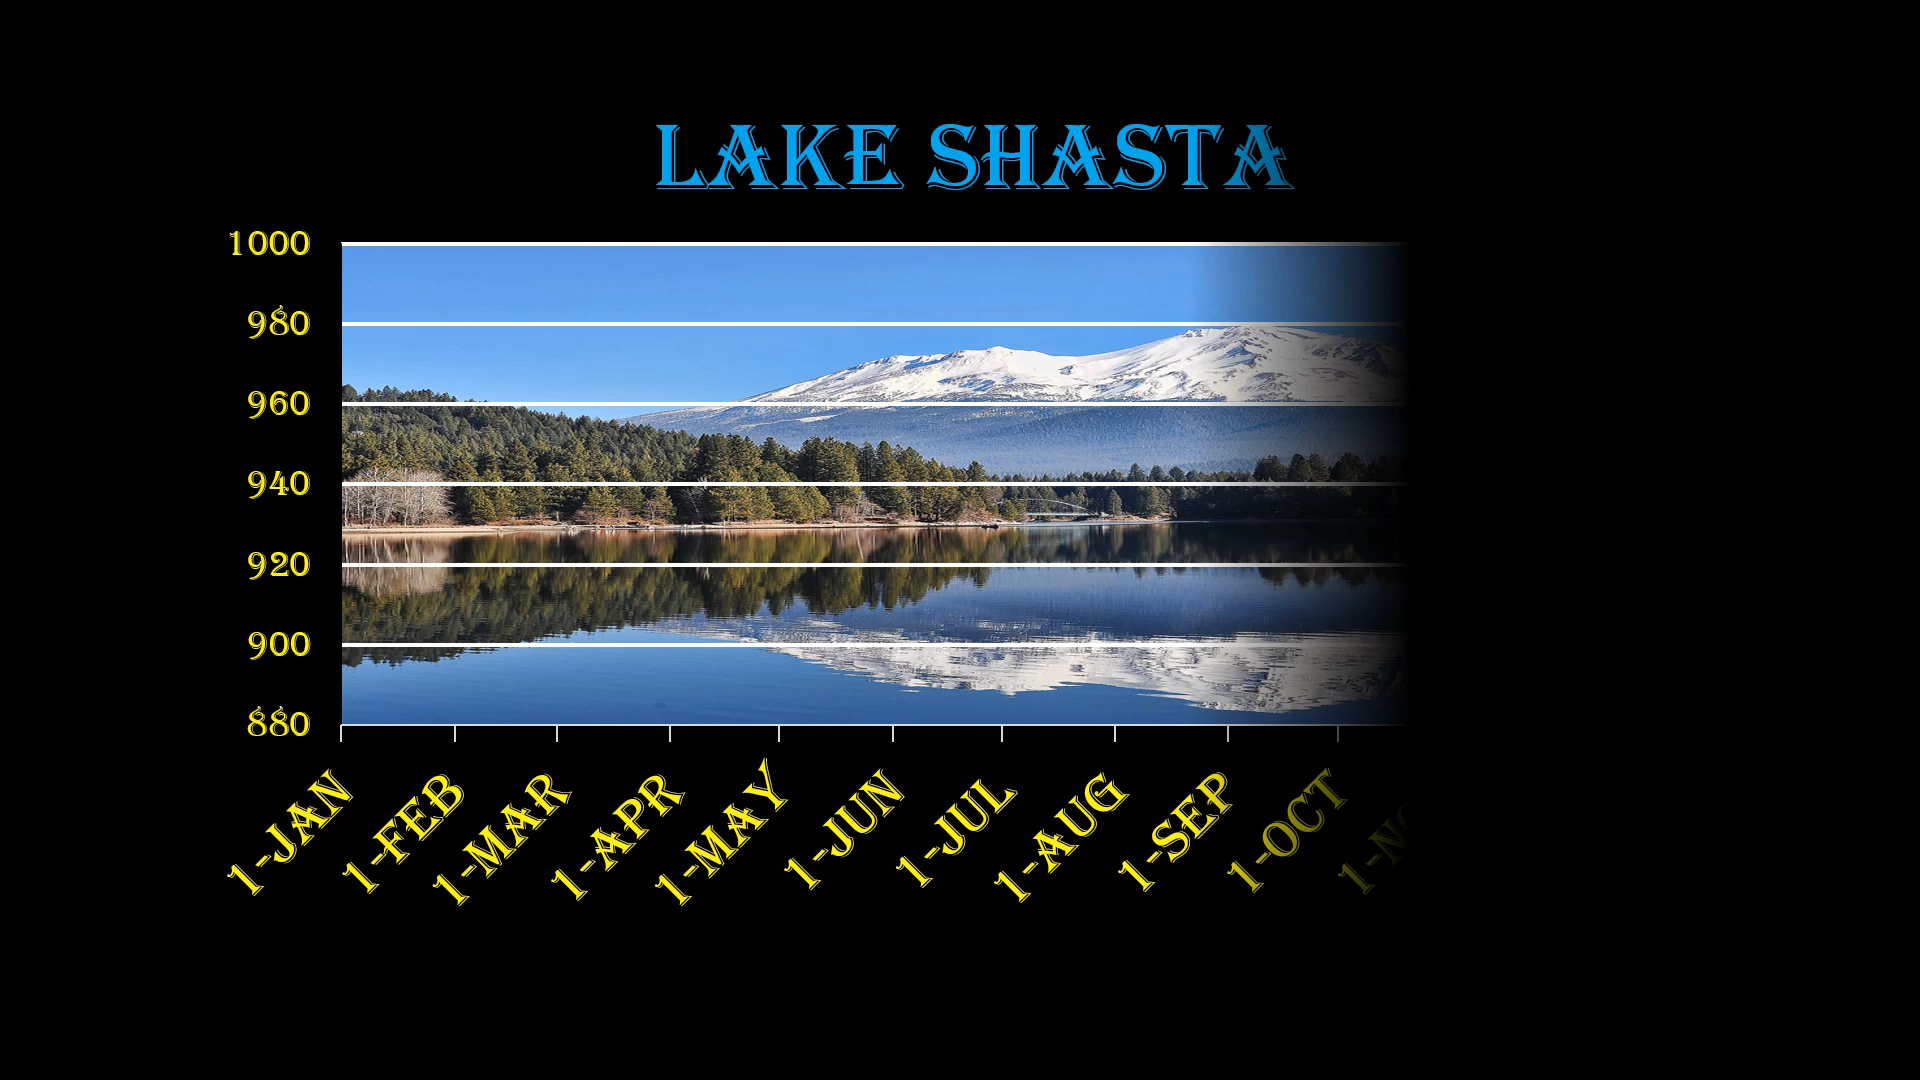 LAKE SHASTA
1000
980
960
940
920
900
880
1-JAN
1-FEB
1-MAR
1-APR
1-MAY
1-JUN
1-JUL
1-AUG
1-SEP
1-OCT